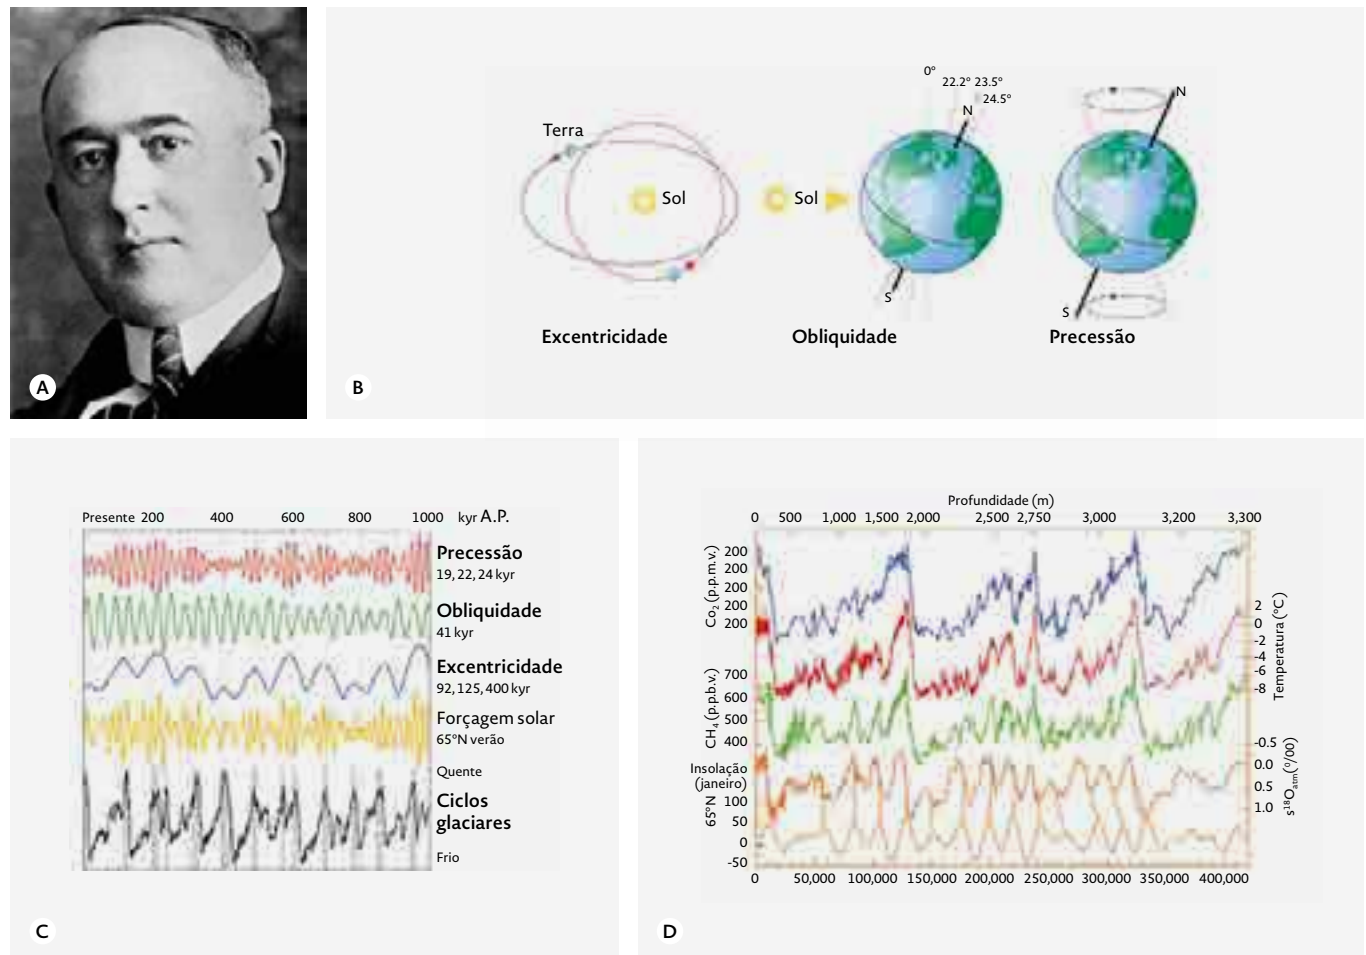 A
0°
22.2° 23.5°
24.5°
N
N
Terra
Sol
Sol
S
S
Excentricidade
Obliquidade
Precessão
B
Presente 200 400 600 800 1000 kyr A.P.
Precessão
19, 22, 24 kyr
Obliquidade
41 kyr
Excentricidade
92, 125, 400 kyr
Forçagem solar
65°N verão
Quente
Ciclos
glaciares
Frio
C
Profundidade (m)
0 500 1,000 1,500 2,000 2,500 2,750 3,000 3,200 3,300
Co2 (p.p.m.v.)
200
200
200
200
200
CH4 (p.p.b.v.)
700
600
500
400
Insolação
(janeiro)
65°N
100
50
0
-50
Temperatura (°C)
2
0
-2
-4
-6
-8
s18Oatm(°/00)
-0.5
0.0
0.5
1.0
0 50,000 100,000 150,000 200,000 250,000 300,000 350,000 400,000
D